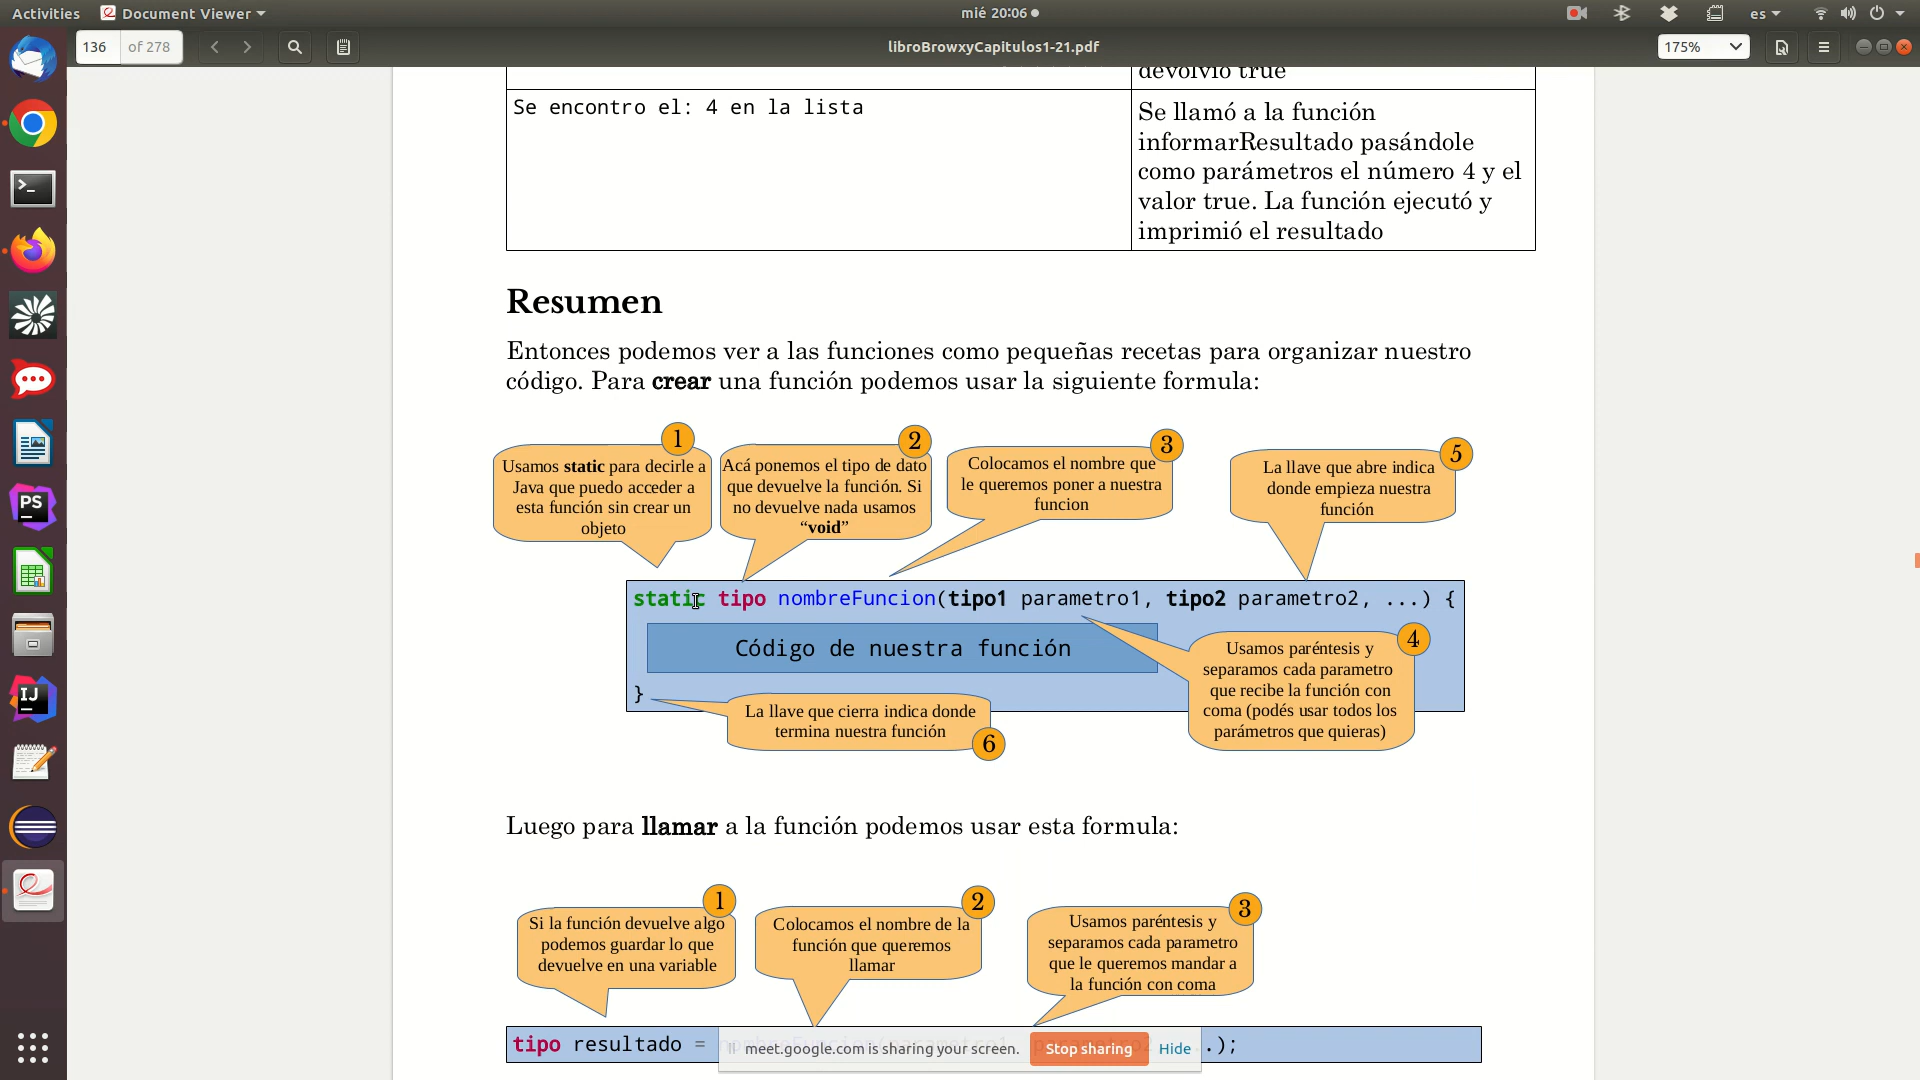 Activities
Document Viewer
mié 20:06
es
136
of 278
libroBrowxyCapitulos1-21.pdf
175%
devolvió true
Se encontro el: 4 en la lista
Se llamó a la función
informarResultado pasándole
como parámetros el número 4 y el
valor true. La función ejecutó y
imprimió el resultado
Resumen
Entonces podemos ver a las funciones como pequeñas recetas para organizar nuestro
código. Para crear una función podemos usar la siguiente formula:
1
Usamos static para decirle a
Java que puedo acceder a
esta función sin crear un
objeto
2
Acá ponemos el tipo de dato
que devuelve la función. Si
no devuelve nada usamos
“void”
3
Colocamos el nombre que
le queremos poner a nuestra
funcion
5
La llave que abre indica
donde empieza nuestra
función
static tipo nombreFuncion(tipo1 parametro1, tipo2 parametro2, ...) {
Código de nuestra función
}
4
Usamos paréntesis y
separamos cada parametro
que recibe la función con
coma (podés usar todos los
parámetros que quieras)
La llave que cierra indica donde
termina nuestra función
6
Luego para llamar a la función podemos usar esta formula:
1
Si la función devuelve algo
podemos guardar lo que
devuelve en una variable
2
Colocamos el nombre de la
función que queremos
llamar
3
Usamos paréntesis y
separamos cada parametro
que le queremos mandar a
la función con coma
tipo resultado = .);
meet.google.com is sharing your screen.
Stop sharing
Hide
PS
IJ